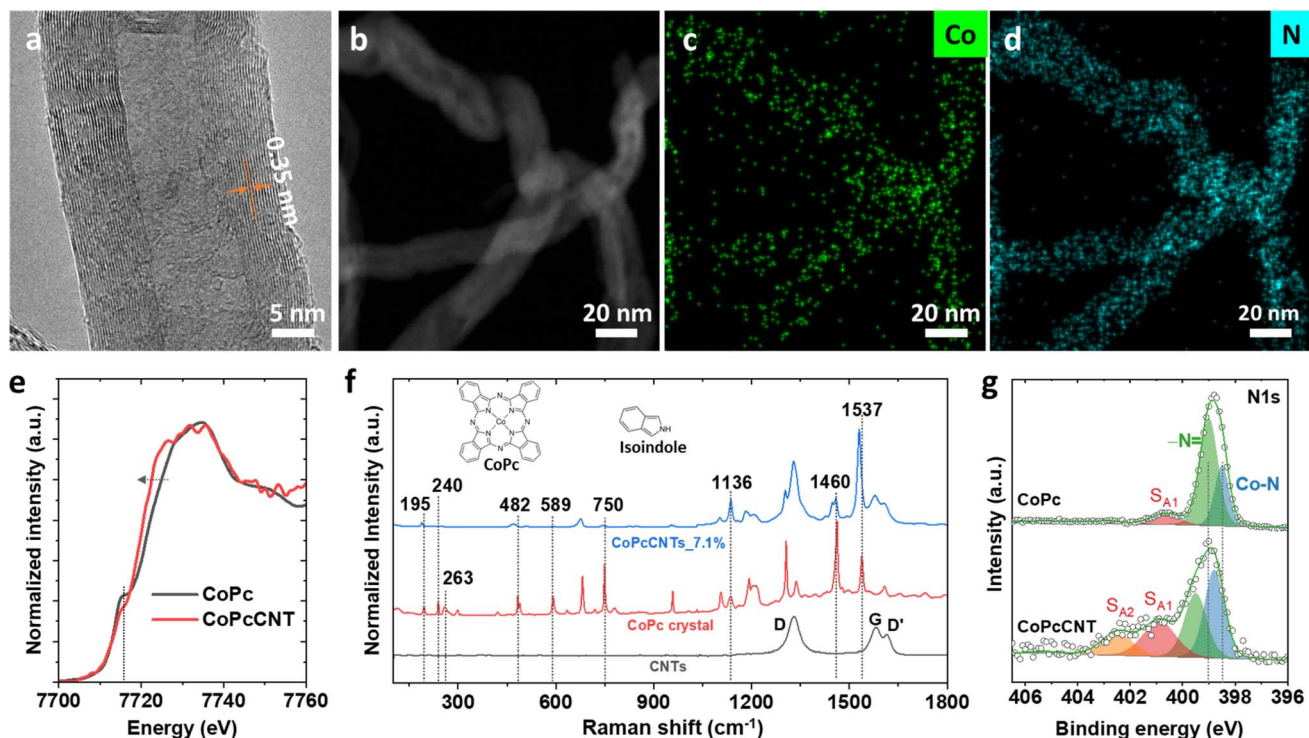 a
0.35 nm
5 nm
b
20 nm
c
Co
20 nm
d
N
20 nm
e
Normalized intensity (a.u.)
CoPc
CoPcCNT
7700
7720
7740
7760
Energy (eV)
f
Normalized Intensity (a.u.)
N
N
N
N
N
N
N
N
Co
CoPc
NH
Isoindole
1537
195
240
482
589
750
1136
1460
CoPcCNTs_7.1%
263
CoPc crystal
D
G
D'
CNTs
300
600
900
1200
1500
1800
Raman shift (cm-1)
g
N1s
Intensity (a.u.)
–N=
Co-N
SA1
CoPc
SA2
SA1
CoPcCNT
406
404
402
400
398
396
Binding energy (eV)